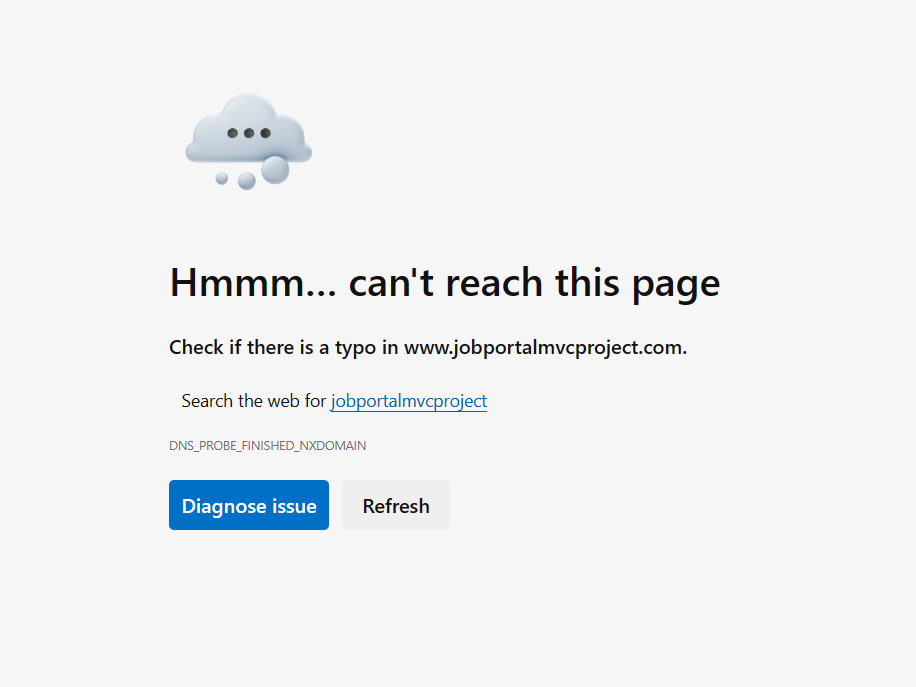 Hmmm... can't reach this page
Check if there is a typo in www.jobportalmvcproject.com.
Search the web for jobportalmvcproject
DNS_PROBE_FINISHED_NXDOMAIN
Diagnose issue
Refresh